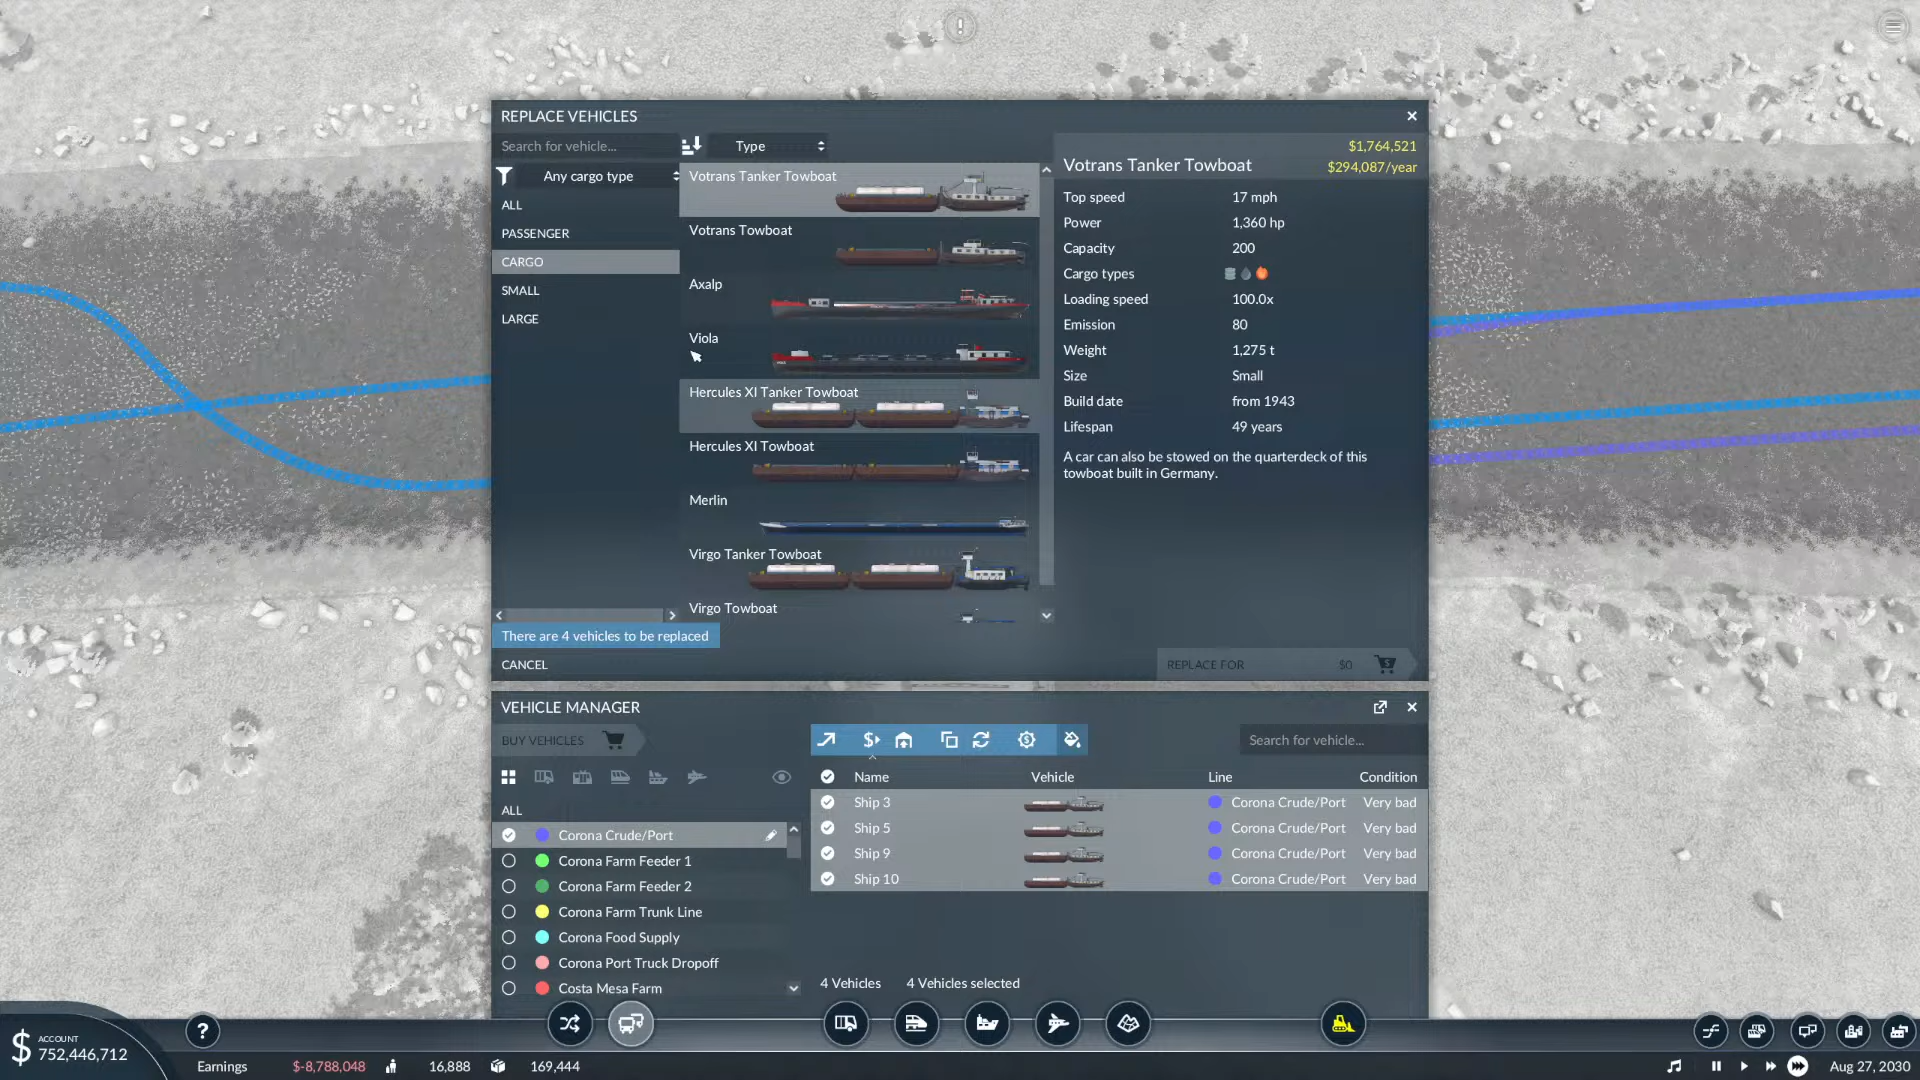 REPLACE VEHICLES
Search for vehicle...
Type
Any cargo type
ALL
PASSENGER
CARGO
SMALL
LARGE
Votrans Tanker Towboat
Votrans Towboat
Axalp
Viola
Hercules XI Tanker Towboat
Hercules XI Towboat
Merlin
Virgo Tanker Towboat
Virgo Towboat
$1,764,521
Votrans Tanker Towboat
$294,087/year
Top speed 17 mph
Power 1,360 hp
Capacity 200
Cargo types
Loading speed 100.0x
Emission 80
Weight 1,275 t
Size Small
Build date from 1943
Lifespan 49 years
A car can also be stowed on the quarterdeck of this
towboat built in Germany.
There are 4 vehicles to be replaced
CANCEL
REPLACE FOR $0
VEHICLE MANAGER
BUY VEHICLES
Search for vehicle...
ALL
Corona Crude/Port
Corona Farm Feeder 1
Corona Farm Feeder 2
Corona Farm Trunk Line
Corona Food Supply
Corona Port Truck Dropoff
Costa Mesa Farm
Name Vehicle Line Condition
Ship 3 Corona Crude/Port Very bad
Ship 5 Corona Crude/Port Very bad
Ship 9 Corona Crude/Port Very bad
Ship 10 Corona Crude/Port Very bad
4 Vehicles 4 Vehicles selected
$ ACCOUNT
752,446,712
?
Earnings $-8,788,048 16,888 169,444
Aug 27, 2030